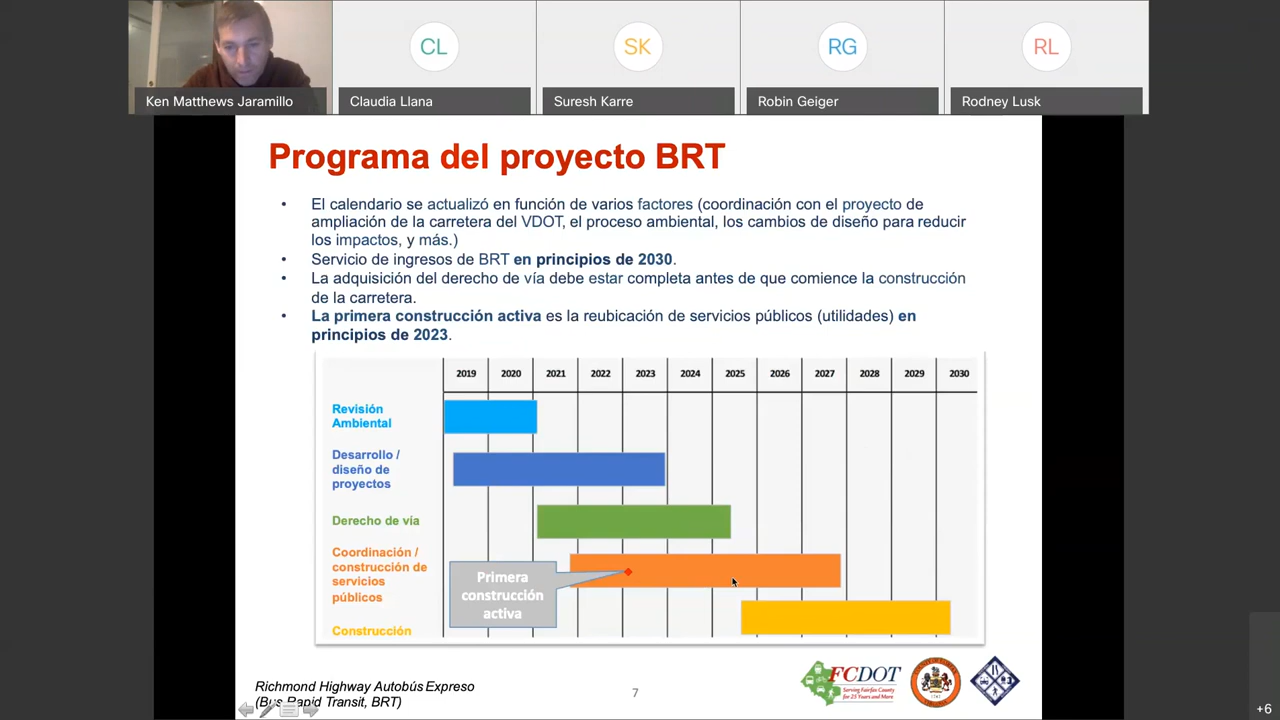 CL
SK
RG
RL
Ken Matthews Jaramillo
Claudia Llana
Suresh Karre
Robin Geiger
Rodney Lusk
Programa del proyecto BRT
• El calendario se actualizó en función de varios factores (coordinación con el proyecto de
ampliación de la carretera del VDOT, el proceso ambiental, los cambios de diseño para reducir
los impactos, y más.)
• Servicio de ingresos de BRT en principios de 2030.
• La adquisición del derecho de vía debe estar completa antes de que comience la construcción
de la carretera.
• La primera construcción activa es la reubicación de servicios públicos (utilidades) en
principios de 2023.
2019 2020 2021 2022 2023 2024 2025 2026 2027 2028 2029 2030
Revisión
Ambiental
Desarrollo /
diseño de
proyectos
Derecho de vía
Coordinación /
construcción de
servicios
públicos
Primera
construcción
activa
Construcción
Richmond Highway Autobús Expreso
(Bus Rapid Transit, BRT)
7
FCDOT
Serving Fairfax County
for 25 Years and More
+6